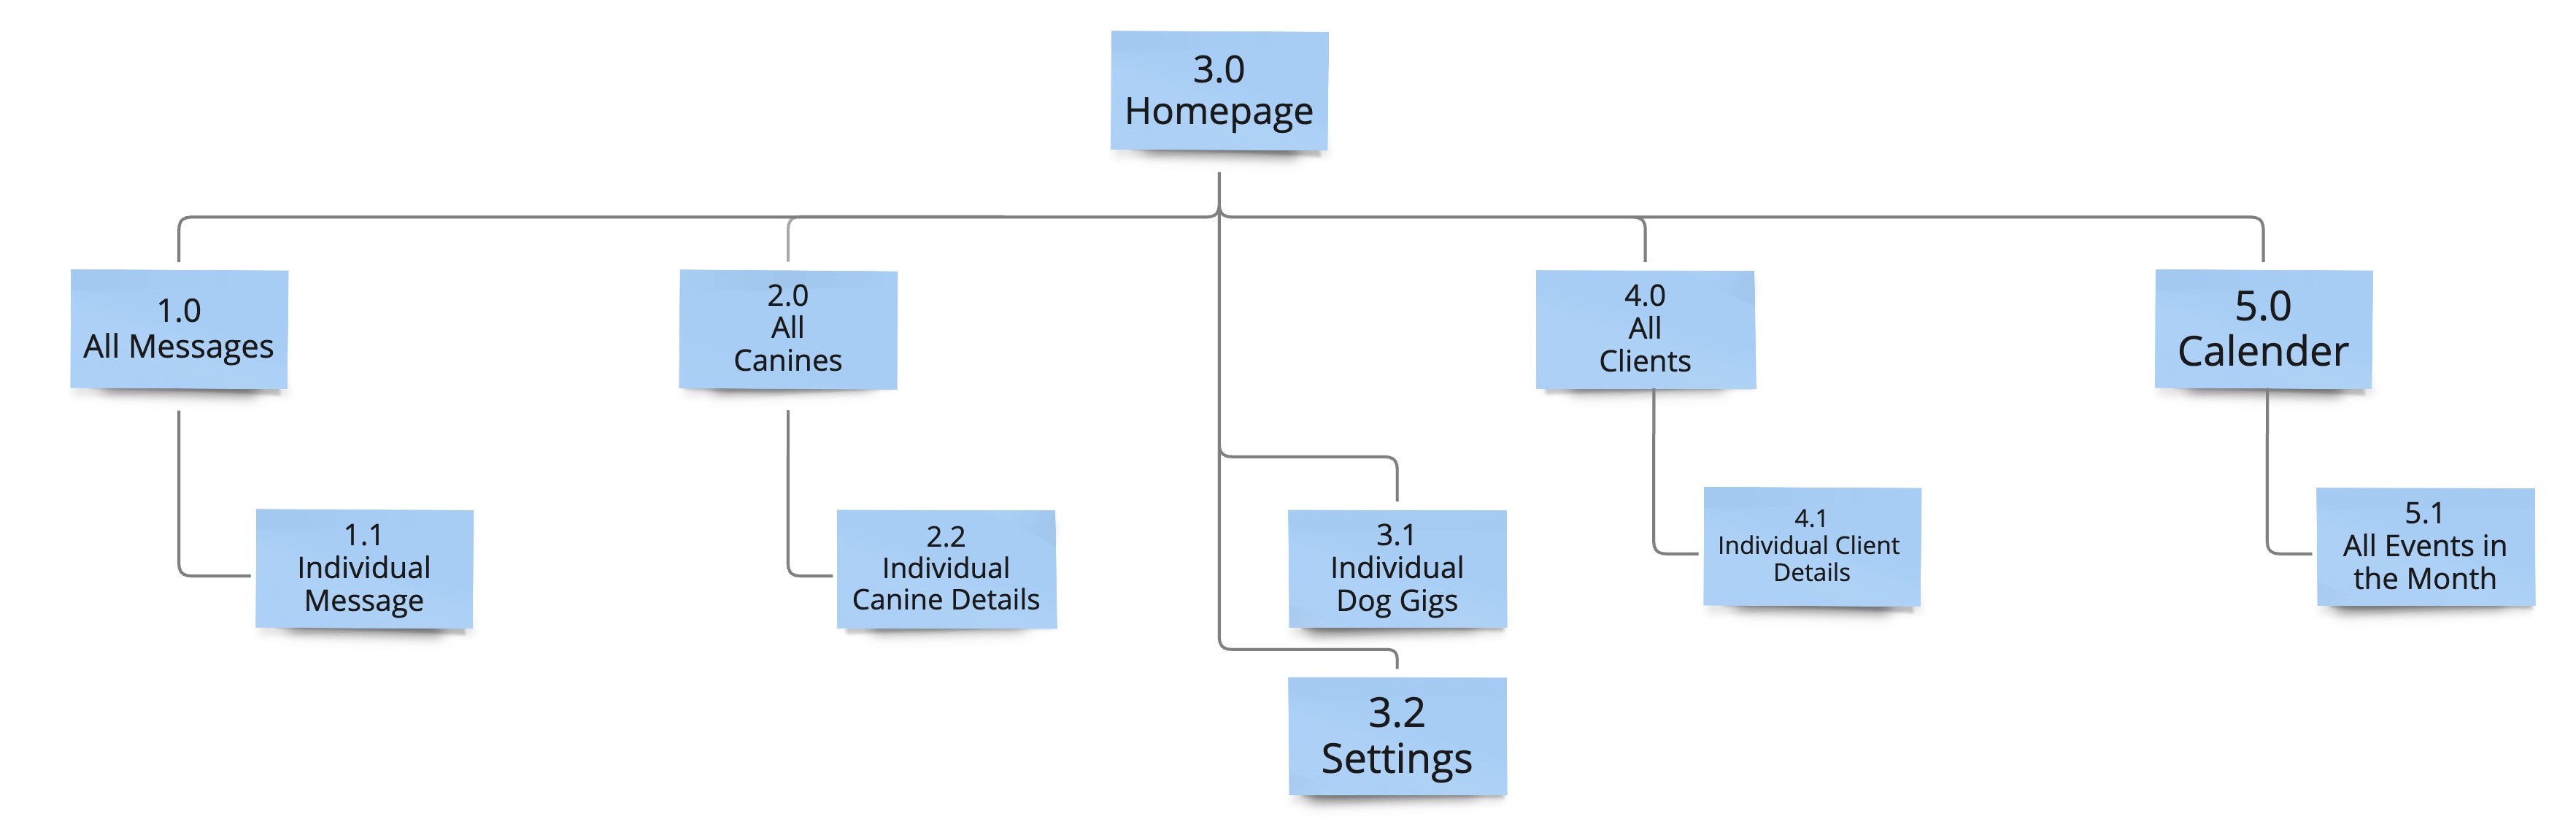 3.0
Homepage
1.0
All Messages
2.0
All
Canines
4.0
All
Clients
5.0
Calender
1.1
Individual
Message
2.2
Individual
Canine Details
3.1
Individual
Dog Gigs
4.1
Individual Client
Details
5.1
All Events in
the Month
3.2
Settings